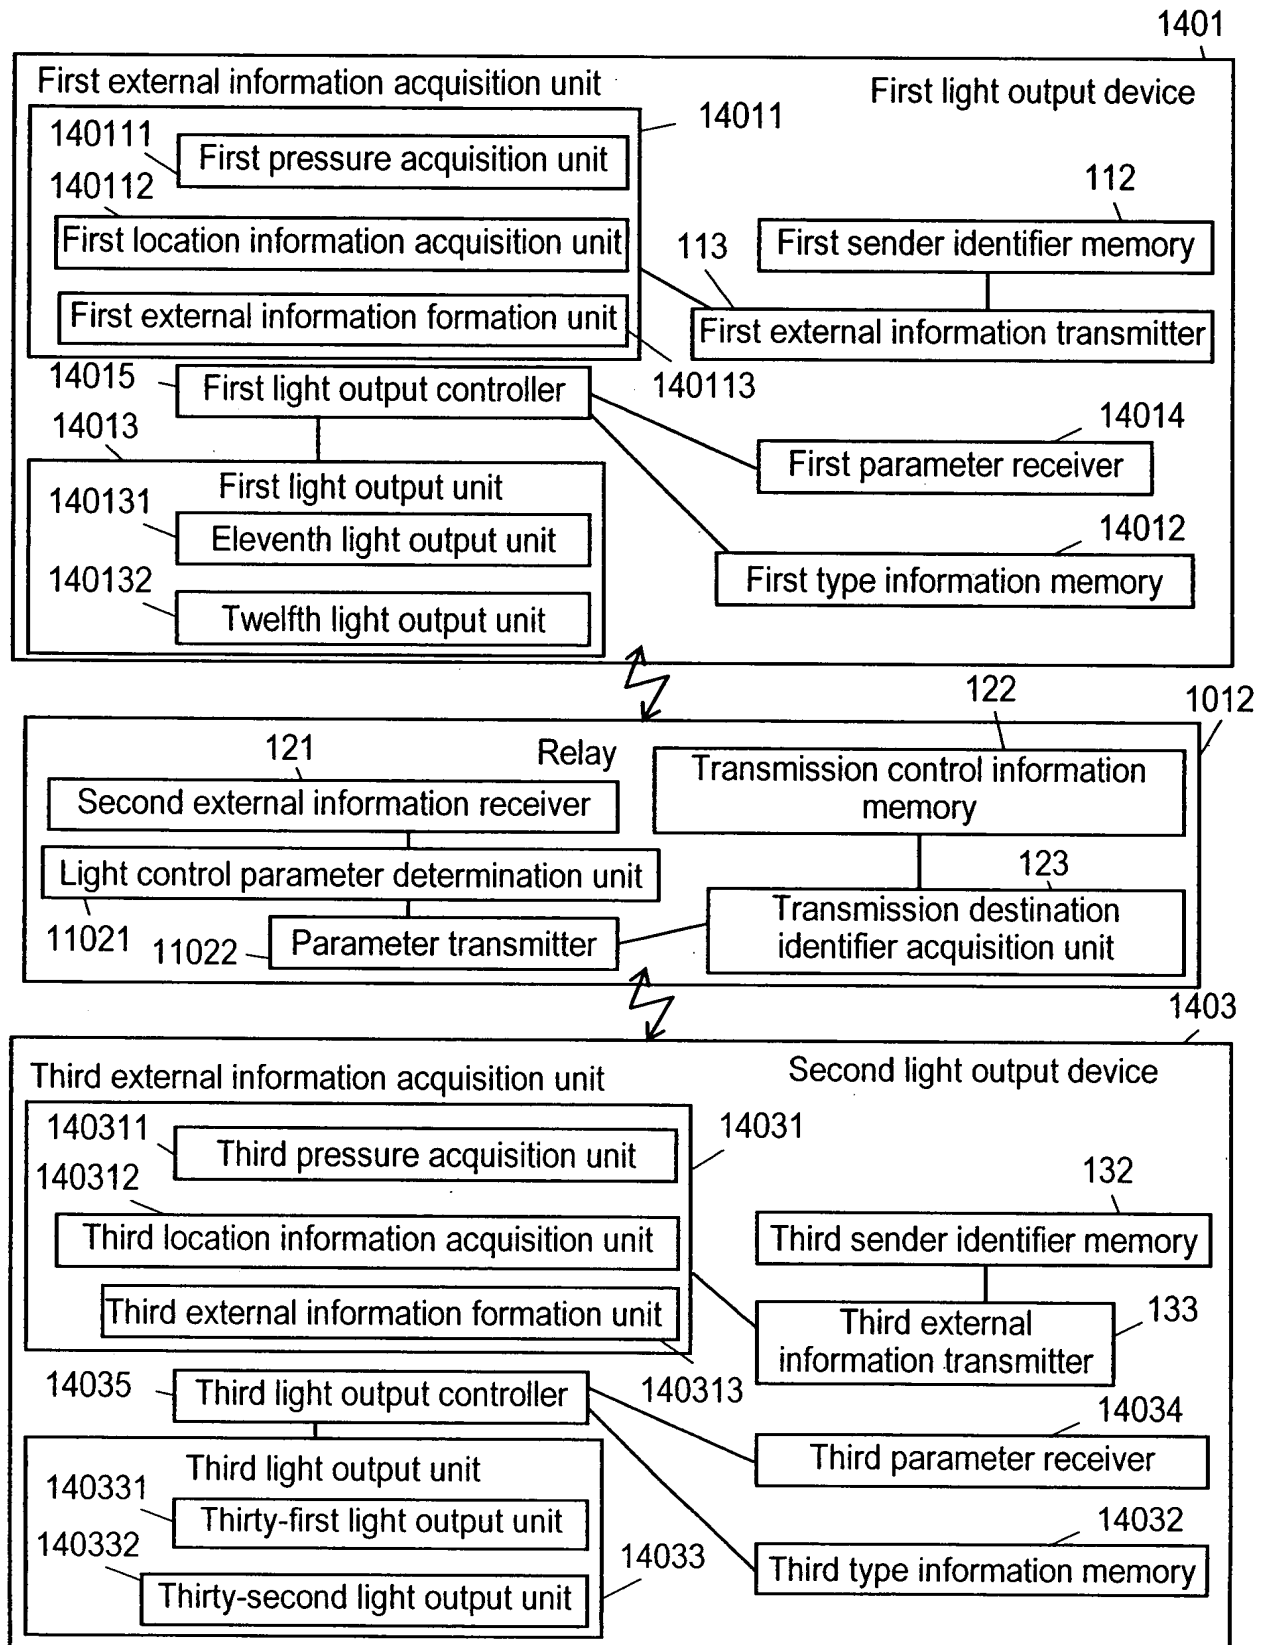 1401
First external information acquisition unit
First light output device
14011
140111
First pressure acquisition unit
140112
112
First location information acquisition unit
113
First sender identifier memory
First external information formation unit
First external information transmitter
14015
First light output controller
140113
14013
14014
First parameter receiver
First light output unit
140131
Eleventh light output unit
14012
First type information memory
140132
Twelfth light output unit
122
1012
121
Relay
Transmission control information
memory
Second external information receiver
Light control parameter determination unit
123
Transmission destination
identifier acquisition unit
11021
11022
Parameter transmitter
1403
Third external information acquisition unit
Second light output device
140311
Third pressure acquisition unit
14031
140312
132
Third location information acquisition unit
Third sender identifier memory
Third external information formation unit
Third external
information transmitter
133
14035
Third light output controller
140313
14034
Third parameter receiver
Third light output unit
140331
Thirty-first light output unit
14032
140332
14033
Third type information memory
Thirty-second light output unit